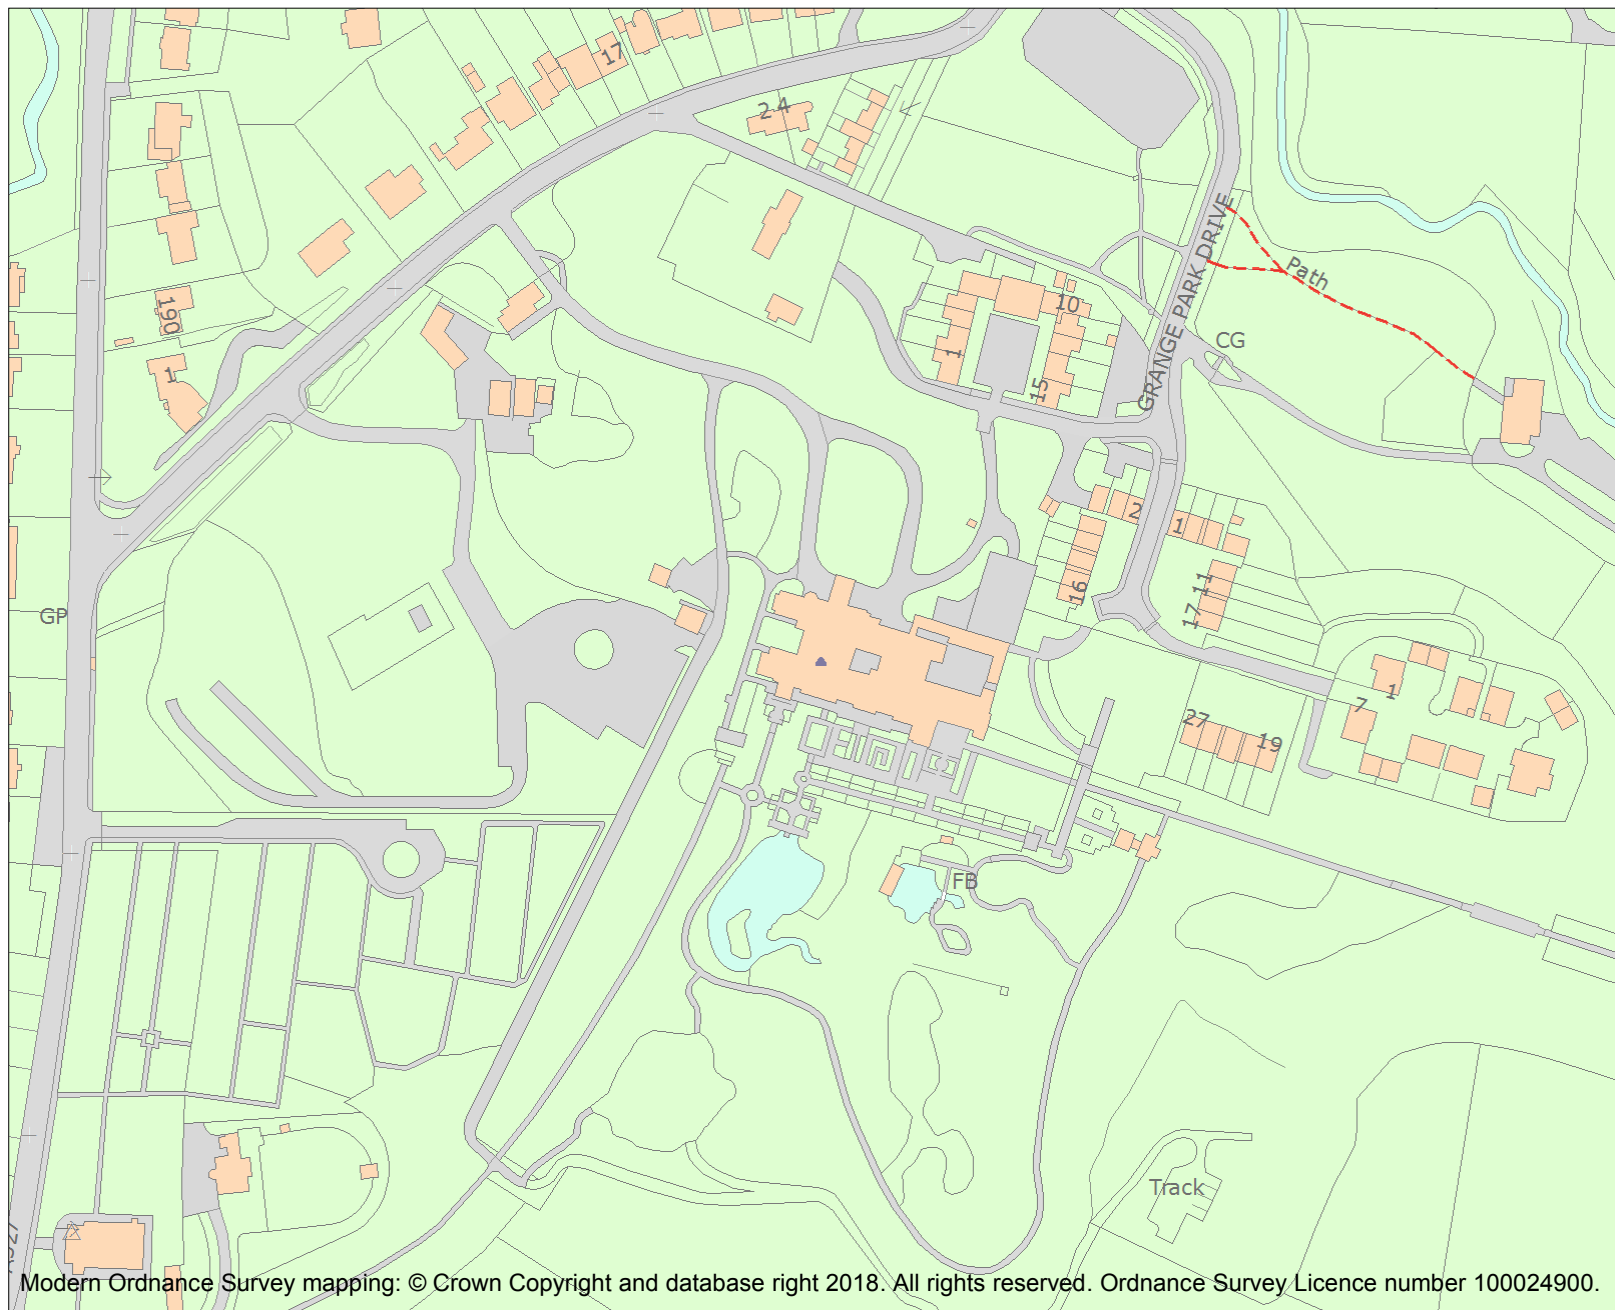 17
2 4
GRANGE PARK DRIVE
Path
190
10
1
CG
1
15
2
1
16
11
17
GP
1
7
27
19
FB
Track
Modern Ordnance Survey mapping: © Crown Copyright and database right 2018. All rights reserved. Ordnance Survey Licence number 100024900.